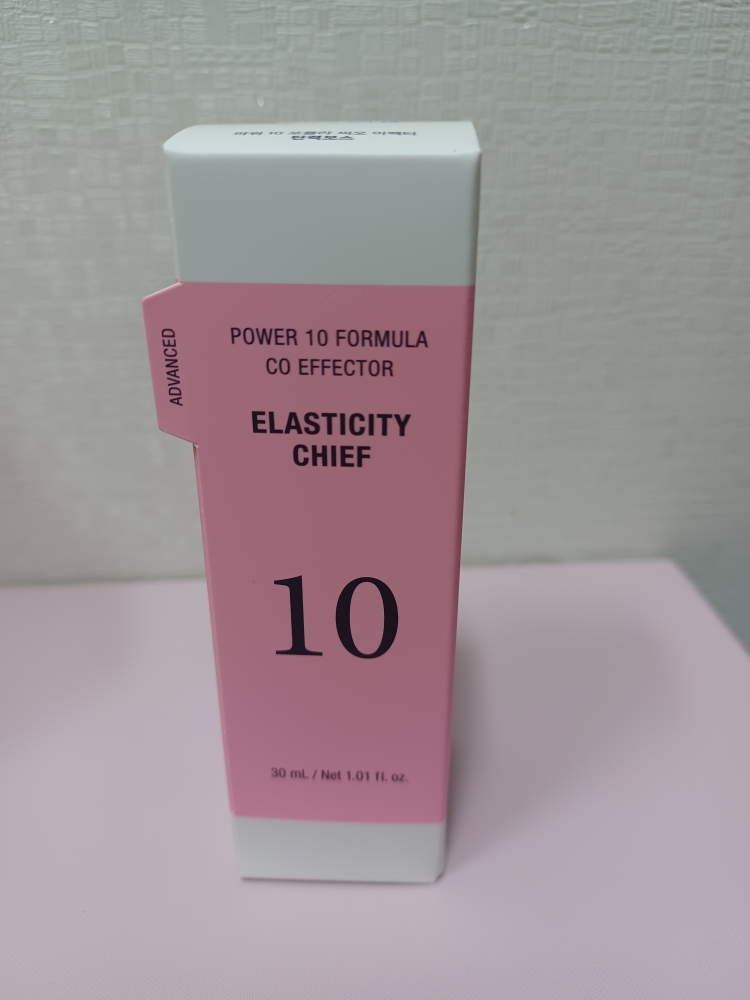 ADVANCED
POWER 10 FORMULA
CO EFFECTOR
ELASTICITY
CHIEF
10
30 mL / Net 1.01 fl. oz.